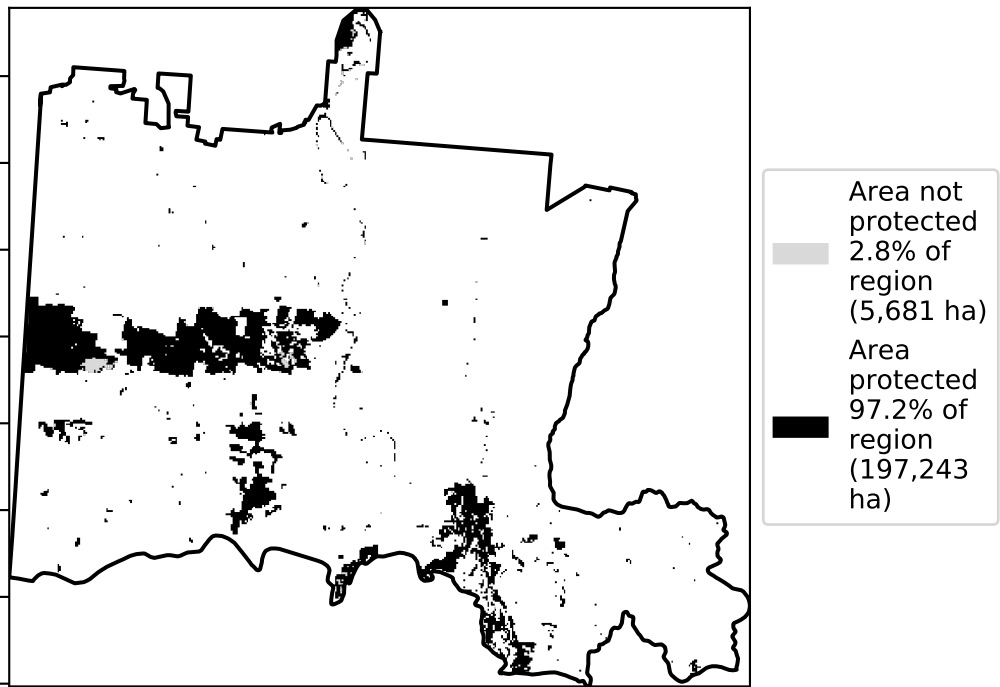 Area not
protected
2.8% of
region
(5,681 ha)
Area
protected
97.2% of
region
(197,243
ha)